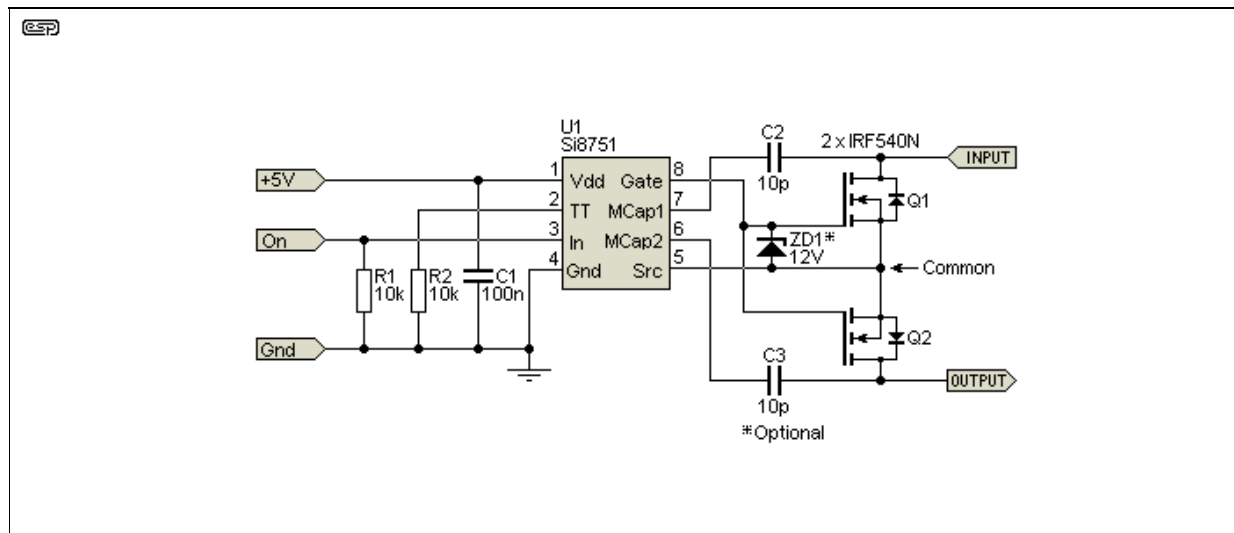 esp
U1
Si8751
C2
10p
2 x IRF540N
INPUT
+5V
1
Vdd
Gate
8
2
TT
MCap1
7
Q1
On
3
In
MCap2
6
ZD1*
12V
4
Gnd
Src
5
Common
R1
10k
R2
10k
C1
100n
Gnd
Q2
C3
10p
OUTPUT
*Optional